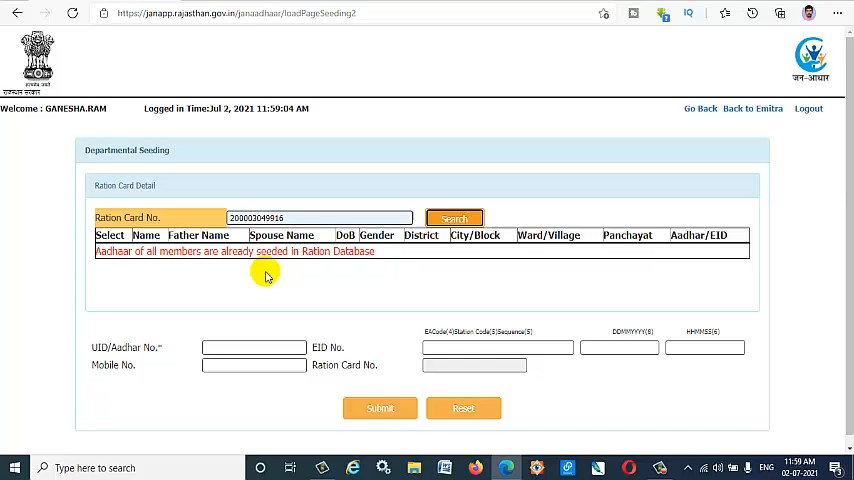 https://janapp.rajasthan.gov.in/janaadhaar/loadPageSeeding2
राजस्थान सरकार
जन-आधार
Welcome : GANESHA.RAM Logged in Time:Jul 2, 2021 11:59:04 AM Go Back Back to Emitra Logout
Departmental Seeding
Ration Card Detail
Ration Card No. 200003049916 Search
Select Name Father Name Spouse Name DoB Gender District City/Block Ward/Village Panchayat Aadhar/EID
Aadhaar of all members are already seeded in Ration Database
EACode(4)Station Code(5)Sequence(5) DDMMYYYY(8) HHMMSS(6)
UID/Aadhar No.* EID No.
Mobile No. Ration Card No.
Submit Reset
Type here to search
ENG
11:59 AM
02-07-2021
3